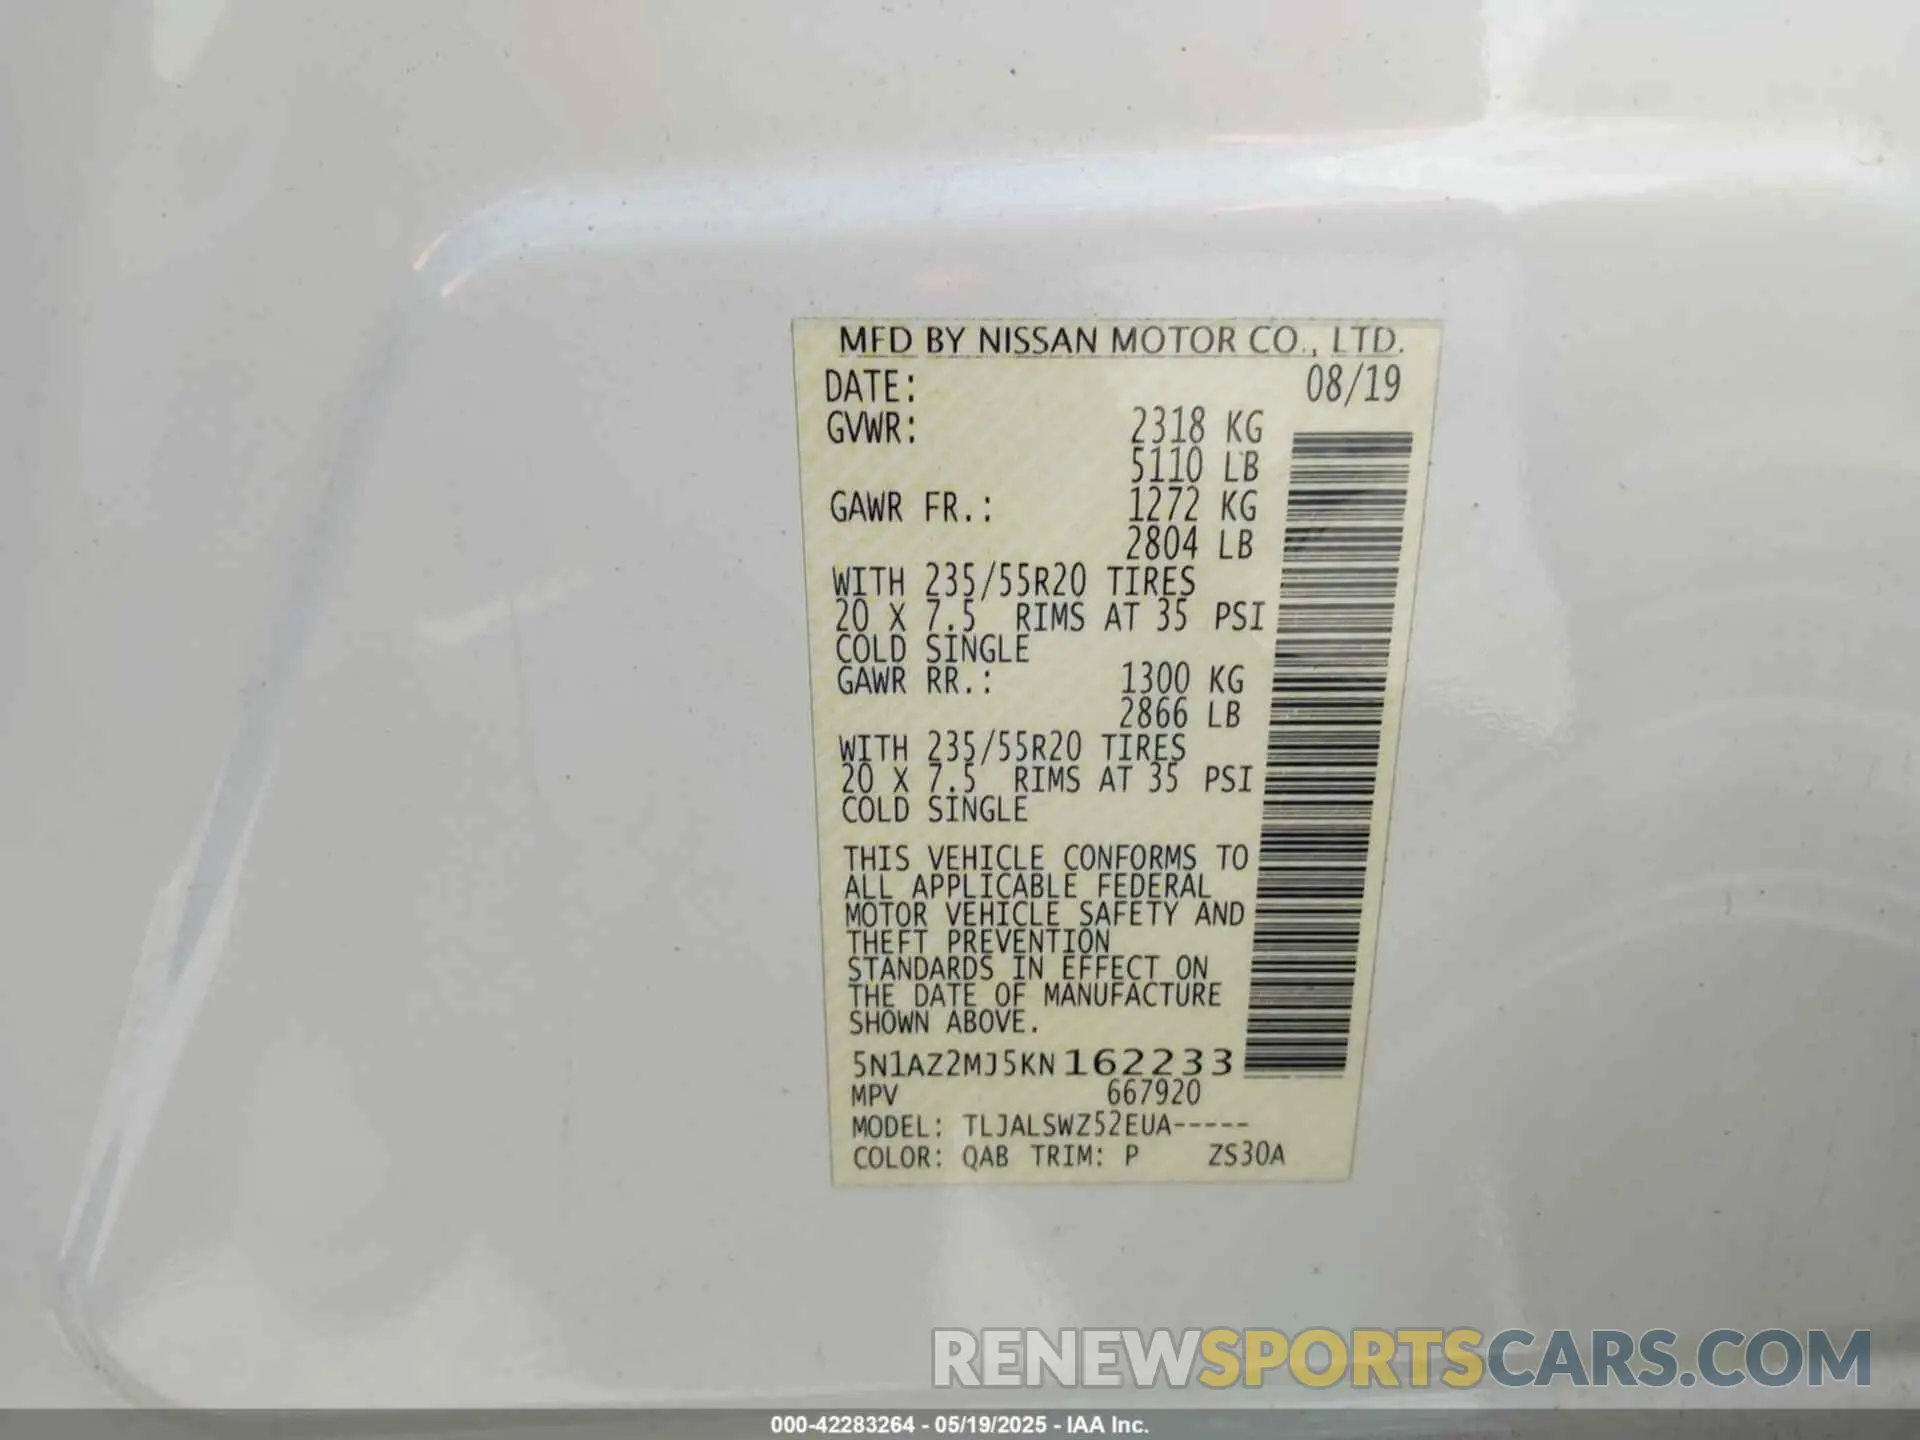 MFD BY NISSAN MOTOR CO., LTD.
DATE: 08/19
GVWR: 2318 KG
5110 LB
GAWR FR.: 1272 KG
2804 LB
WITH 235/55R20 TIRES
20 X 7.5 RIMS AT 35 PSI
COLD SINGLE
GAWR RR.: 1300 KG
2866 LB
WITH 235/55R20 TIRES
20 X 7.5 RIMS AT 35 PSI
COLD SINGLE
THIS VEHICLE CONFORMS TO
ALL APPLICABLE FEDERAL
MOTOR VEHICLE SAFETY AND
THEFT PREVENTION
STANDARDS IN EFFECT ON
THE DATE OF MANUFACTURE
SHOWN ABOVE.
5N1AZ2MJ5KN162233
MPV 667920
MODEL: TLJALSWZ52EUA-----
COLOR: QAB TRIM: P ZS30A
RENEWSPORTSCARS.COM
000-42283264 - 05/19/2025 - IAA Inc.